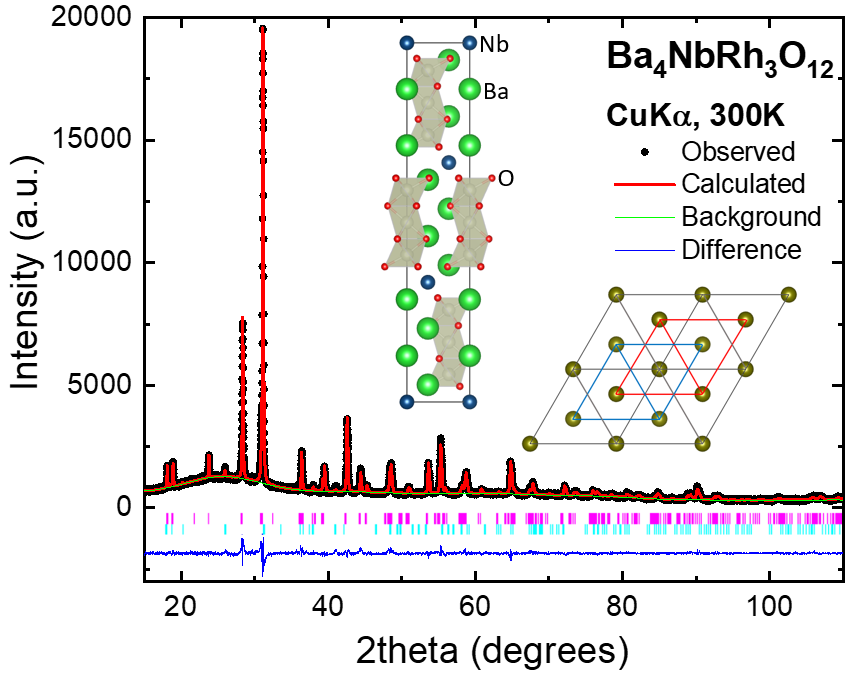 Ba4NbRh3O12
CuKα, 300K
Observed
Calculated
Background
Difference
Nb
Ba
O
20000
15000
10000
5000
0
Intensity (a.u.)
20
40
60
80
100
2theta (degrees)